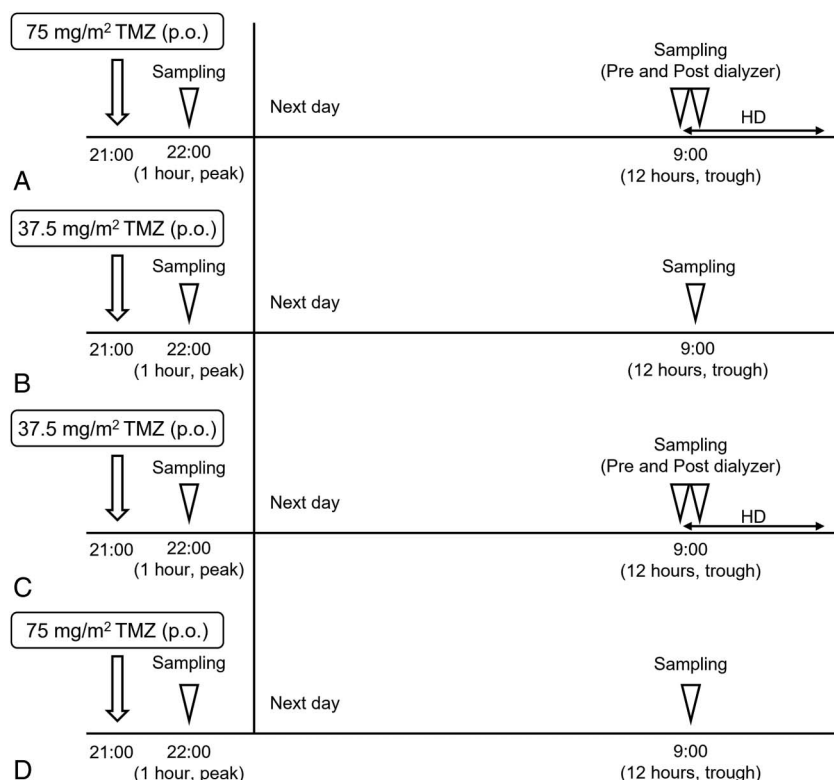 75 mg/m² TMZ (p.o.)
Sampling
Sampling
(Pre and Post dialyzer)
Next day
HD
21:00
22:00
(1 hour, peak)
9:00
(12 hours, trough)
A
37.5 mg/m² TMZ (p.o.)
Sampling
Sampling
Next day
21:00
22:00
(1 hour, peak)
9:00
(12 hours, trough)
B
37.5 mg/m² TMZ (p.o.)
Sampling
Sampling
(Pre and Post dialyzer)
Next day
HD
21:00
22:00
(1 hour, peak)
9:00
(12 hours, trough)
C
75 mg/m² TMZ (p.o.)
Sampling
Sampling
Next day
21:00
22:00
(1 hour, peak)
9:00
(12 hours, trough)
D